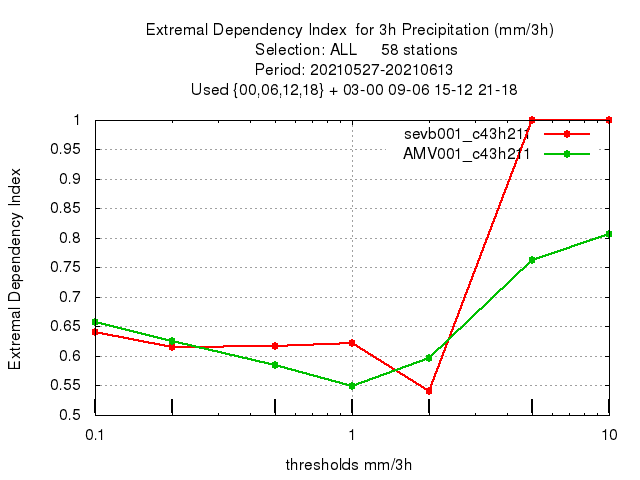 Extremal Dependency Index  for 3h Precipitation (mm/3h)
Selection: ALL     58 stations
Period: 20210527-20210613
Used {00,06,12,18} + 03-00 09-06 15-12 21-18
sevb001_c43h211
AMV001_c43h211
1
0.95
0.9
0.85
0.8
0.75
0.7
0.65
0.6
0.55
0.5
Extremal Dependency Index
0.1
1
10
thresholds mm/3h